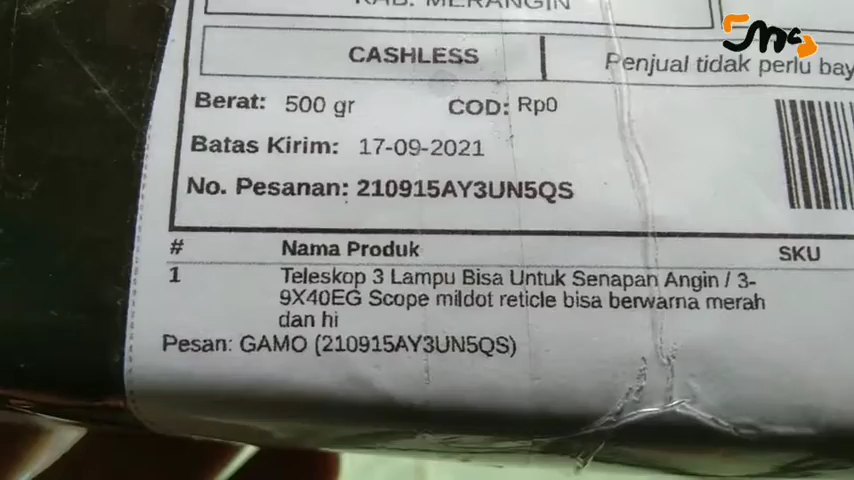 KAB. MERANGIN
CASHLESS
Penjual tidak perlu bay
Berat: 500 gr COD: Rp0
Batas Kirim: 17-09-2021
No. Pesanan: 210915AY3UN5QS
# Nama Produk SKU
1 Teleskop 3 Lampu Bisa Untuk Senapan Angin / 3-
9X40EG Scope mildot reticle bisa berwarna merah
dan hi
Pesan: GAMO (210915AY3UN5QS)